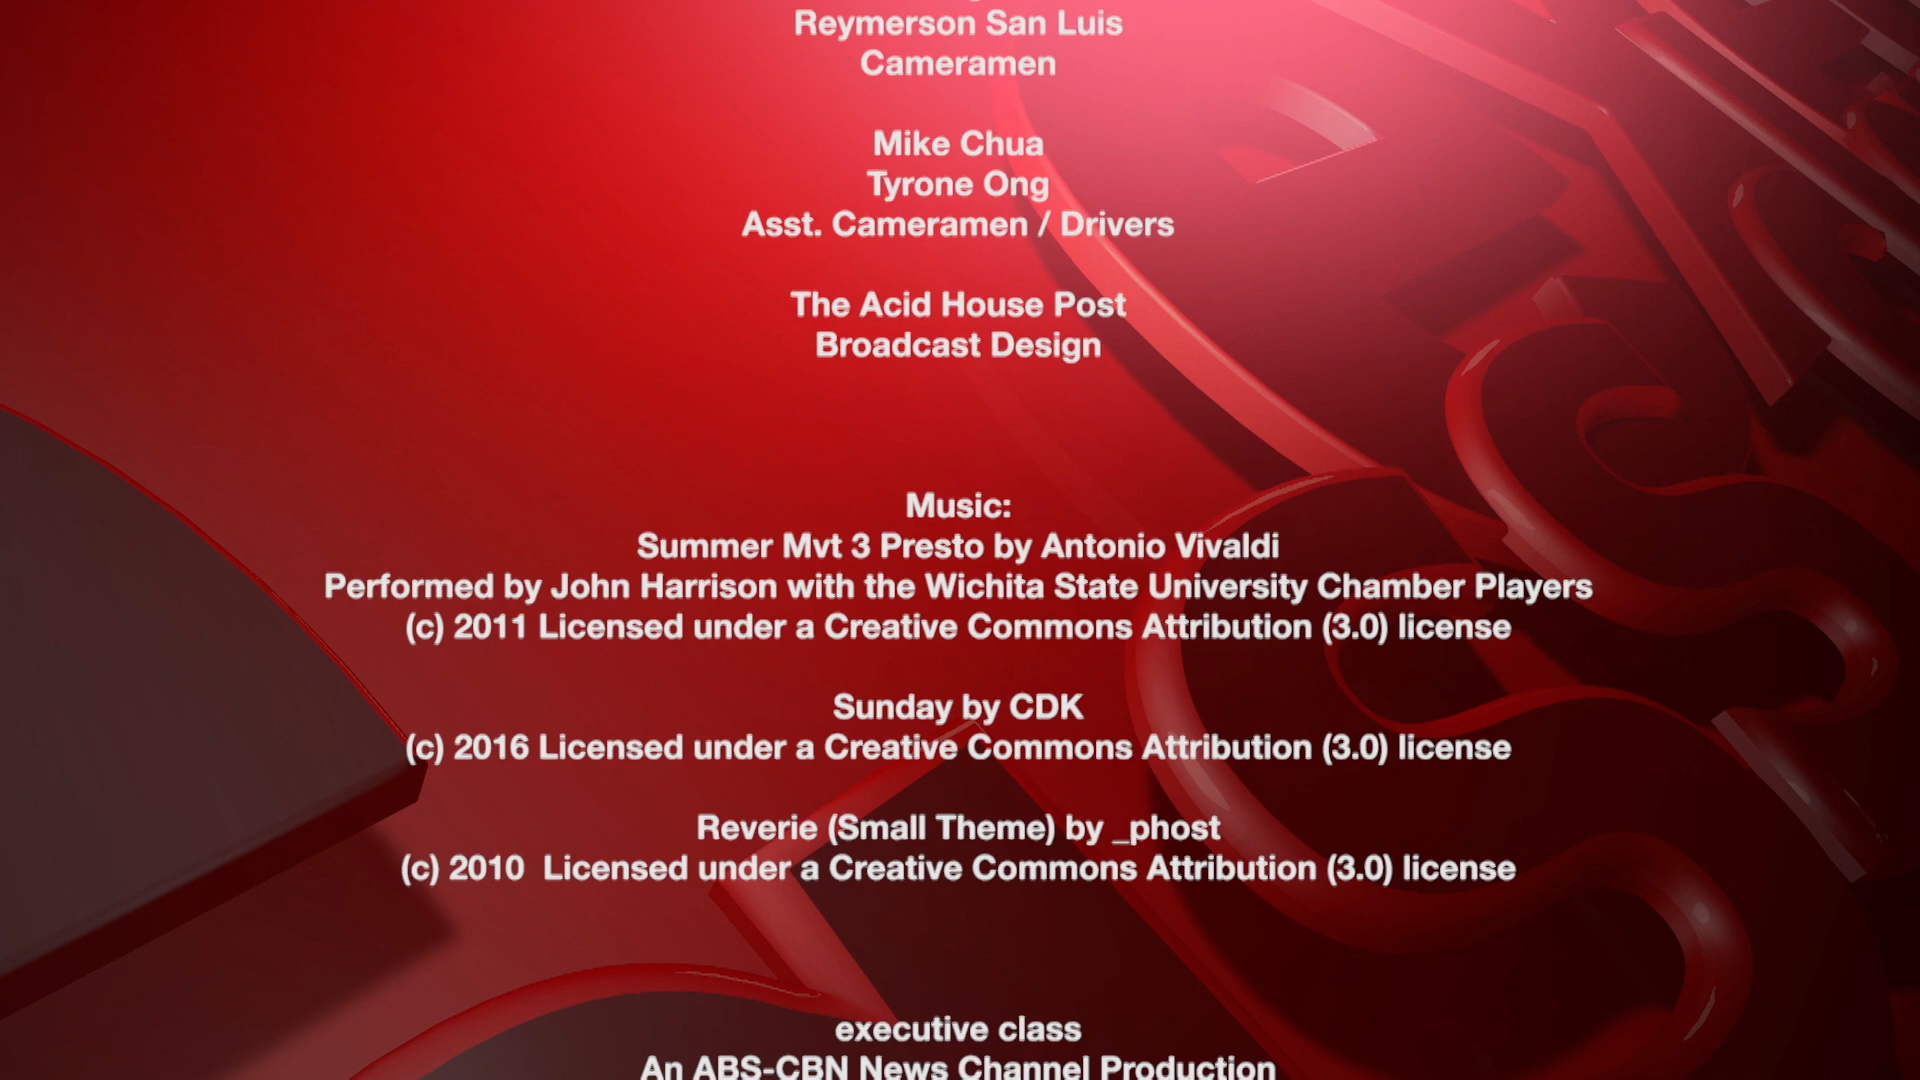 Reymerson San Luis
Cameramen
Mike Chua
Tyrone Ong
Asst. Cameramen / Drivers
The Acid House Post
Broadcast Design
Music:
Summer Mvt 3 Presto by Antonio Vivaldi
Performed by John Harrison with the Wichita State University Chamber Players
(c) 2011 Licensed under a Creative Commons Attribution (3.0) license
Sunday by CDK
(c) 2016 Licensed under a Creative Commons Attribution (3.0) license
Reverie (Small Theme) by _phost
(c) 2010  Licensed under a Creative Commons Attribution (3.0) license
executive class
An ABS-CBN News Channel Production